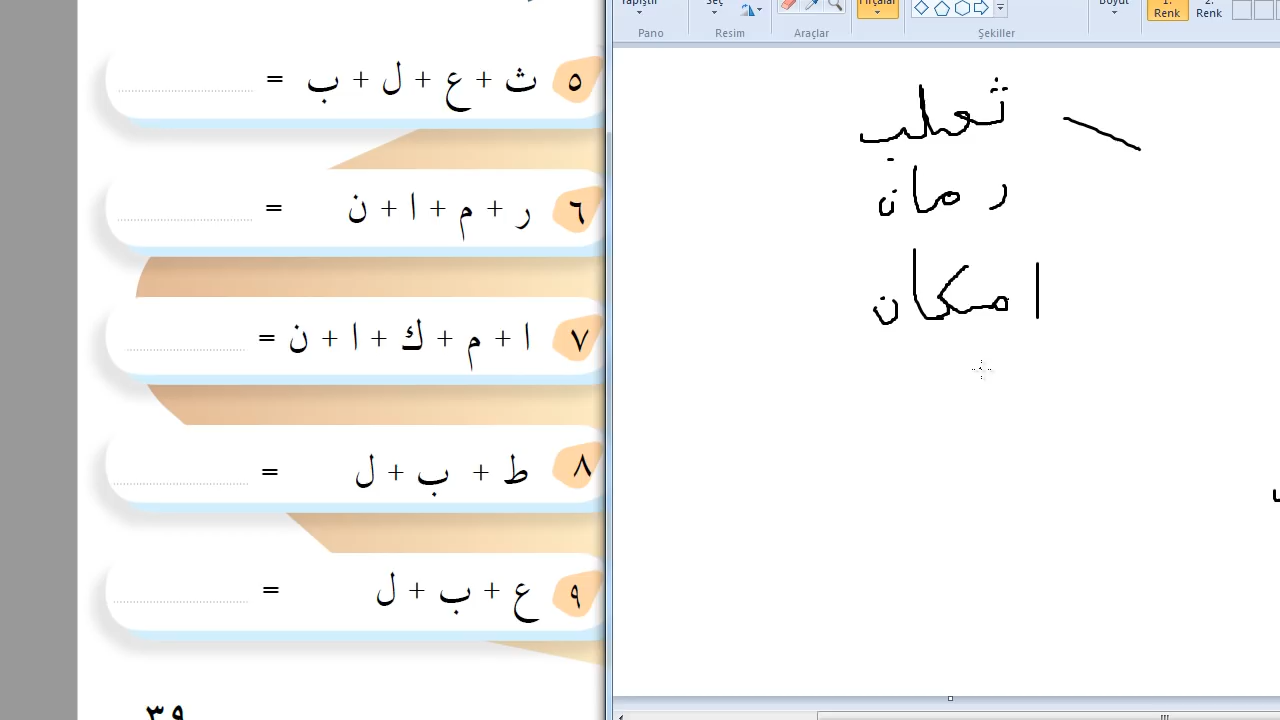 Yapıştır
Seç
Fırçalar
Boyut
1. Renk
2. Renk
Pano
Resim
Araçlar
Şekiller
٥ ث + ع + ل + ب =
٦ ر + م + ا + ن =
٧ ا + م + ك + ا + ن =
٨ ط + ب + ل =
٩ ع + ب + ل =
٣٩
ثعلب
رمان
امكان